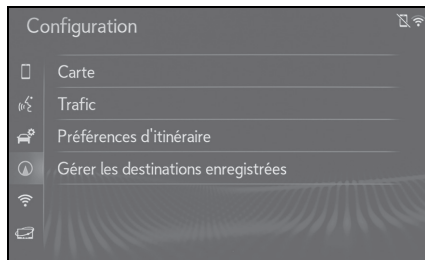 Configuration
Carte
Trafic
Préférences d'itinéraire
Gérer les destinations enregistrées